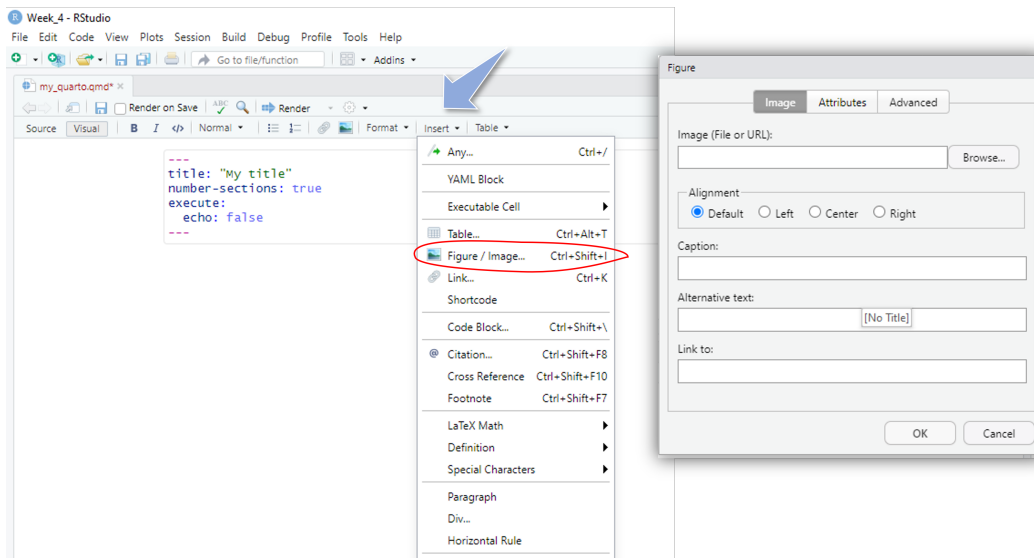 Week_4 - RStudio
File Edit Code View Plots Session Build Debug Profile Tools Help
Go to file/function Addins
my_quarto.qmd*
Render on Save ABC Render
Source Visual B I </> Normal Format Insert Table
---
title: "My title"
number-sections: true
execute:
echo: false
---
Any... Ctrl+/
YAML Block
Executable Cell
Table... Ctrl+Alt+T
Figure / Image... Ctrl+Shift+I
Link... Ctrl+K
Shortcode
Code Block... Ctrl+Shift+\
@ Citation... Ctrl+Shift+F8
Cross Reference Ctrl+Shift+F10
Footnote Ctrl+Shift+F7
LaTeX Math
Definition
Special Characters
Paragraph
Div...
Horizontal Rule
Figure
Image Attributes Advanced
Image (File or URL):
Browse...
Alignment
Default Left Center Right
Caption:
Alternative text:
[No Title]
Link to:
OK Cancel